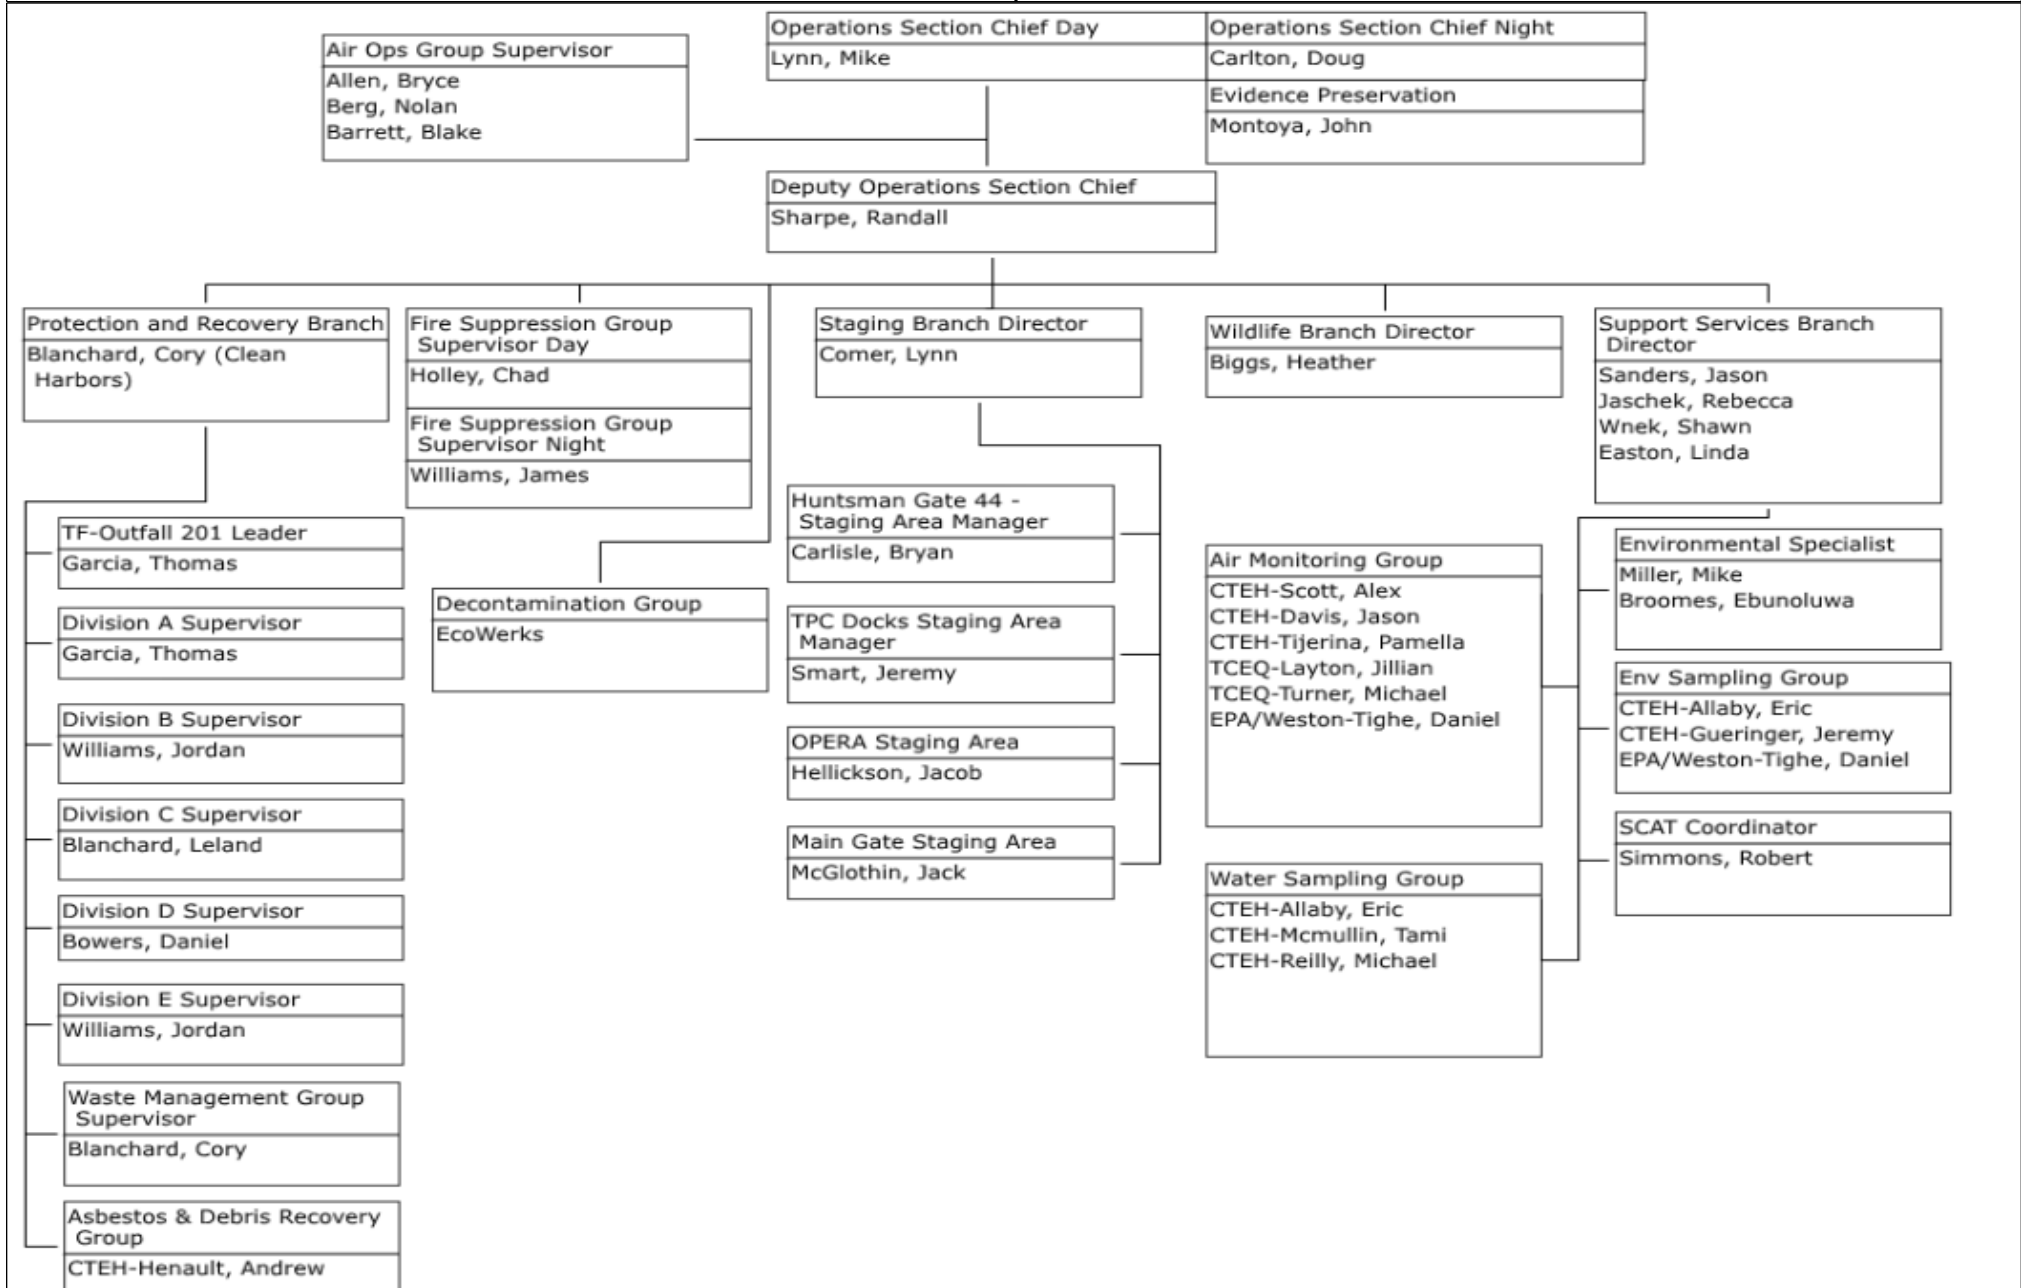 Operations Section Chief Day
Lynn, Mike
Operations Section Chief Night
Carlton, Doug
Evidence Preservation
Montoya, John
Air Ops Group Supervisor
Allen, Bryce
Berg, Nolan
Barrett, Blake
Deputy Operations Section Chief
Sharpe, Randall
Protection and Recovery Branch
Blanchard, Cory (Clean
Harbors)
TF-Outfall 201 Leader
Garcia, Thomas
Division A Supervisor
Garcia, Thomas
Division B Supervisor
Williams, Jordan
Division C Supervisor
Blanchard, Leland
Division D Supervisor
Bowers, Daniel
Division E Supervisor
Williams, Jordan
Waste Management Group
Supervisor
Blanchard, Cory
Asbestos & Debris Recovery
Group
CTEH-Henault, Andrew
Fire Suppression Group
Supervisor Day
Holley, Chad
Fire Suppression Group
Supervisor Night
Williams, James
Decontamination Group
EcoWerks
Staging Branch Director
Comer, Lynn
Huntsman Gate 44 -
Staging Area Manager
Carlisle, Bryan
TPC Docks Staging Area
Manager
Smart, Jeremy
OPERA Staging Area
Hellickson, Jacob
Main Gate Staging Area
McGlothin, Jack
Wildlife Branch Director
Biggs, Heather
Support Services Branch
Director
Sanders, Jason
Jaschek, Rebecca
Wnek, Shawn
Easton, Linda
Air Monitoring Group
CTEH-Scott, Alex
CTEH-Davis, Jason
CTEH-Tijerina, Pamella
TCEQ-Layton, Jillian
TCEQ-Turner, Michael
EPA/Weston-Tighe, Daniel
Water Sampling Group
CTEH-Allaby, Eric
CTEH-Mcmullin, Tami
CTEH-Reilly, Michael
Environmental Specialist
Miller, Mike
Broomes, Ebunoluwa
Env Sampling Group
CTEH-Allaby, Eric
CTEH-Gueringer, Jeremy
EPA/Weston-Tighe, Daniel
SCAT Coordinator
Simmons, Robert